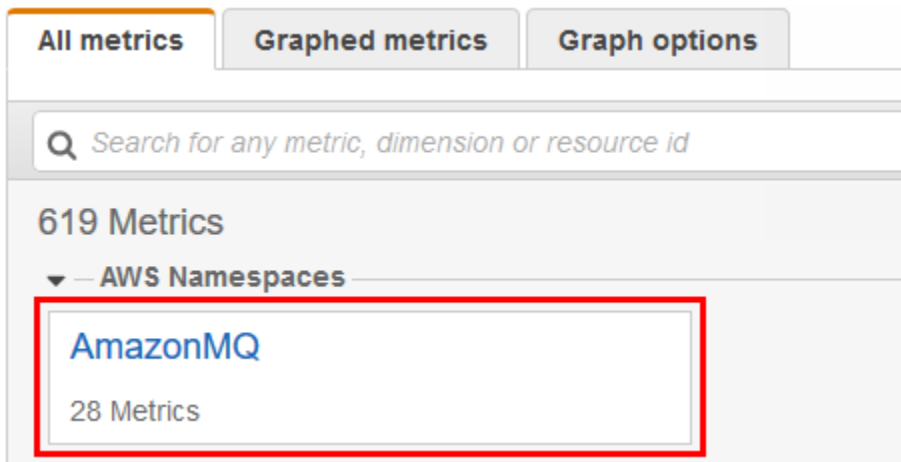 All metrics Graphed metrics Graph options
Search for any metric, dimension or resource id
619 Metrics
AWS Namespaces
AmazonMQ
28 Metrics